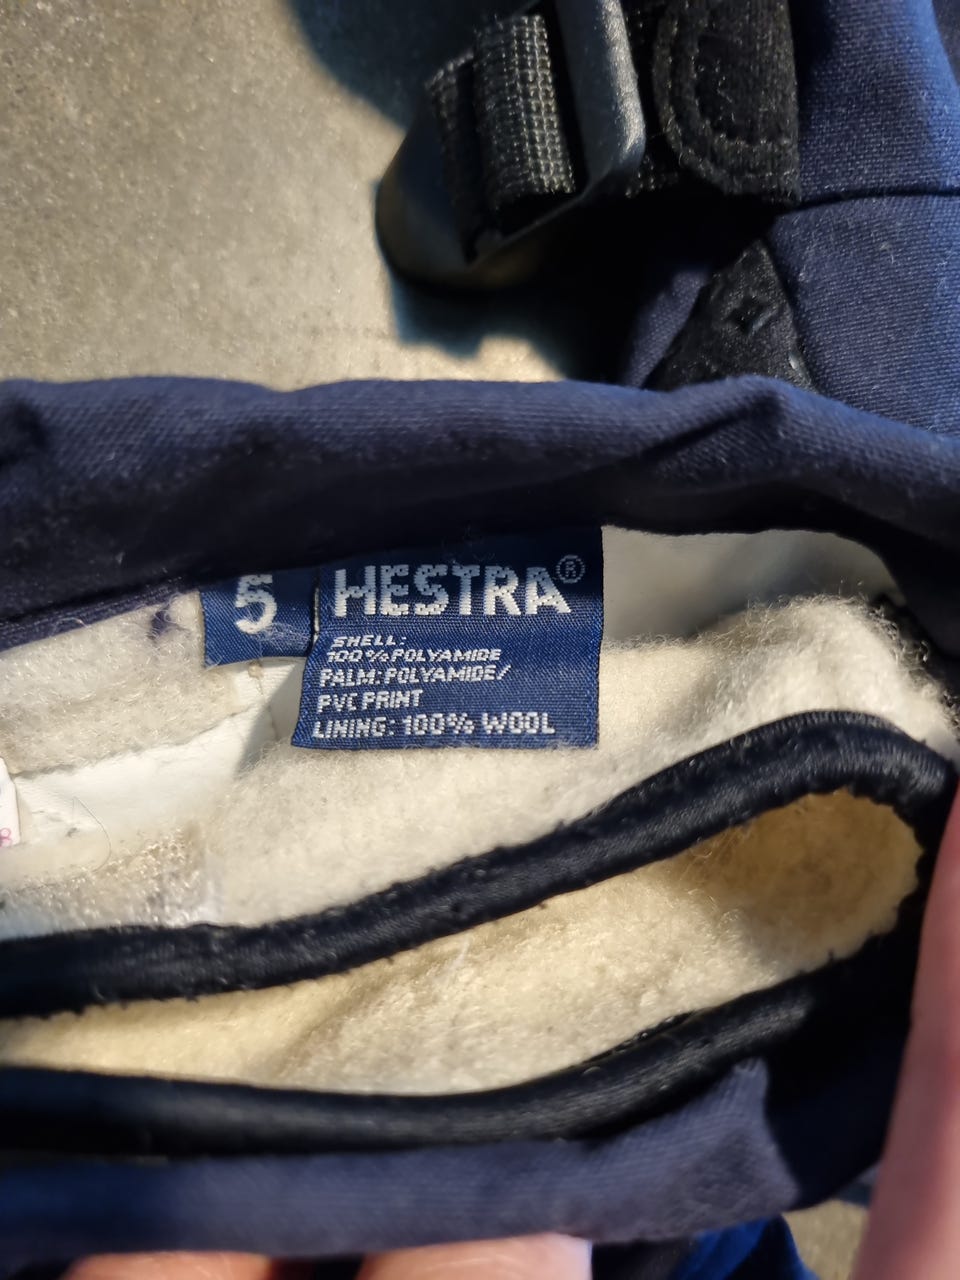 5
HESTRA®
SHELL:
100% POLYAMIDE
PALM: POLYAMIDE/
PVC PRINT
LINING: 100% WOOL